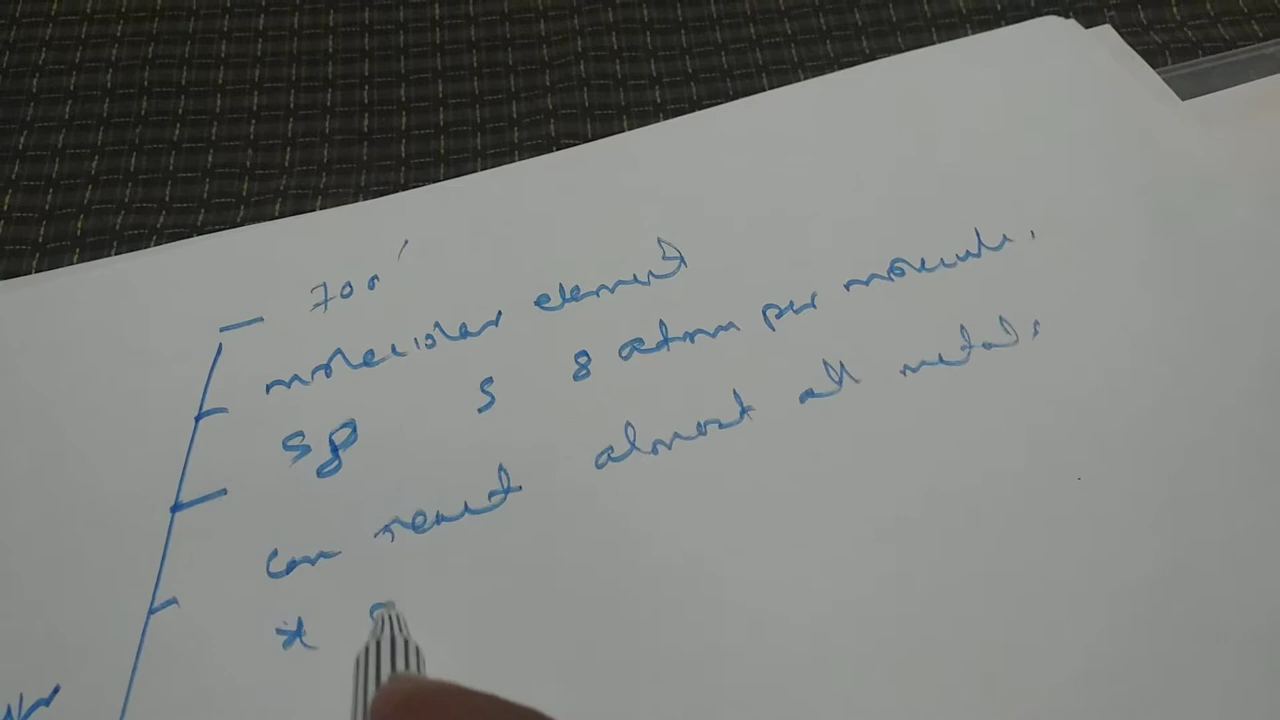 700'
molecular element
S8 S 8 atom per molecule.
can react almost all metals
*